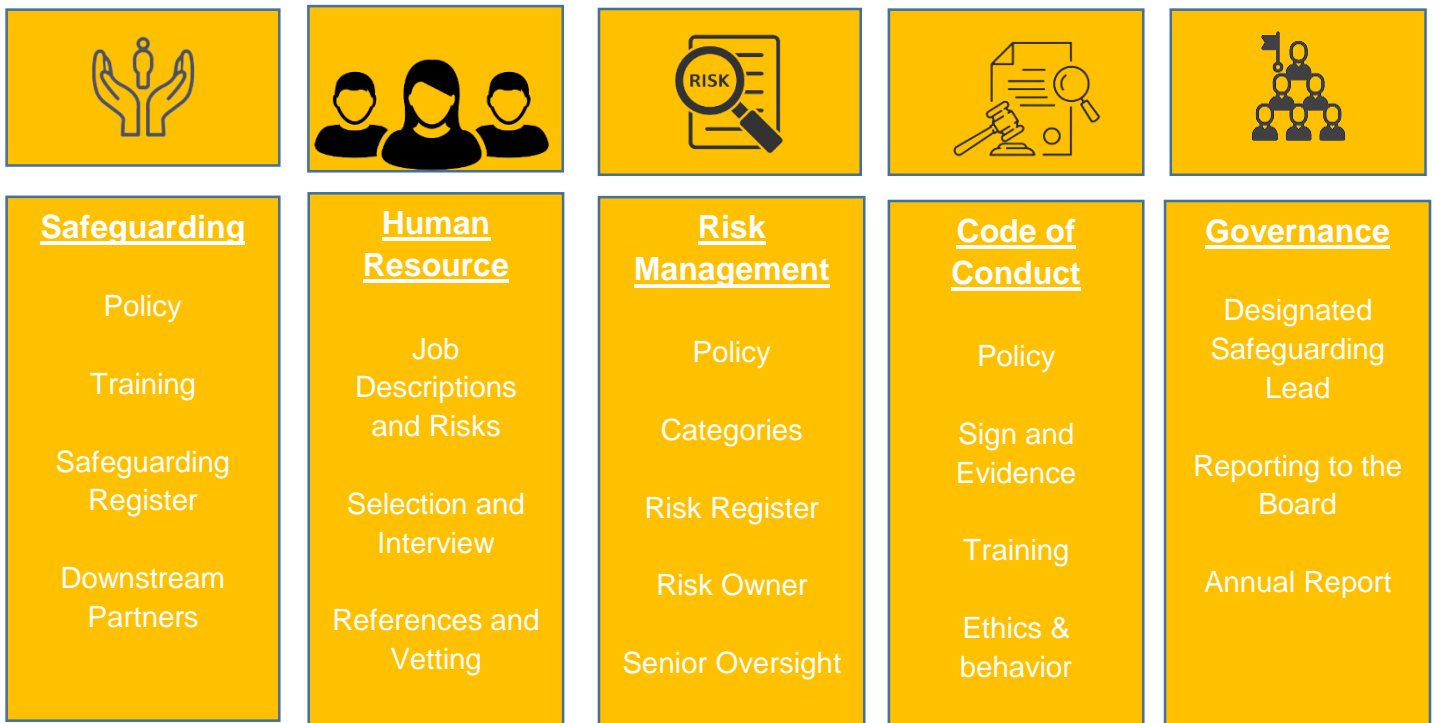 RISK
Safeguarding
Policy
Training
Safeguarding
Register
Downstream
Partners
Human
Resource
Job
Descriptions
and Risks
Selection and
Interview
References and
Vetting
Risk
Management
Policy
Categories
Risk Register
Risk Owner
Senior Oversight
Code of
Conduct
Policy
Sign and
Evidence
Training
Ethics &
behavior
Governance
Designated
Safeguarding
Lead
Reporting to the
Board
Annual Report